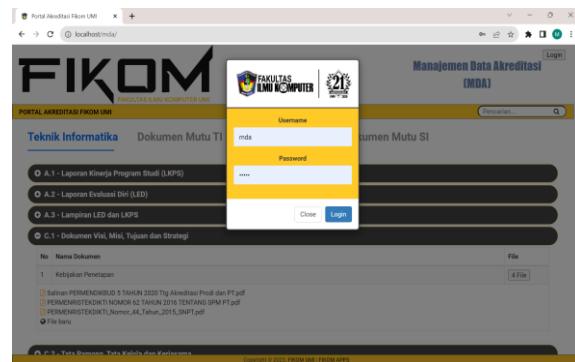 Portal Akreditasi Fikom UMI
localhost/mda/
Login
FIKOM
FAKULTAS ILMU KOMPUTER UMI
Manajemen Data Akreditasi
(MDA)
FAKULTAS
ILMU KOMPUTER
21
PORTAL AKREDITASI FIKOM UMI
Pencarian...
Username
mda
Password
•••••
Close
Login
Teknik Informatika
Dokumen Mutu TI
Dokumen Mutu SI
A.1 - Laporan Kinerja Program Studi (LKPS)
A.2 - Laporan Evaluasi Diri (LED)
A.3 - Lampiran LED dan LKPS
C.1 - Dokumen Visi, Misi, Tujuan dan Strategi
No Nama Dokumen File
1 Kebijakan Penetapan 4 File
Salinan PERMENDIKBUD 5 TAHUN 2020 Ttg Akreditasi Prodi dan PT.pdf
PERMENRISTEKDIKTI NOMOR 62 TAHUN 2016 TENTANG SPM PT.pdf
PERMENRISTEKDIKTI_Nomor_44_Tahun_2015_SNPT.pdf
File baru
C.2 - Tata Pamong, Tata Kelola dan Kerjasama
Copyright © 2023, FIKOM UMI | FIKOM APPS